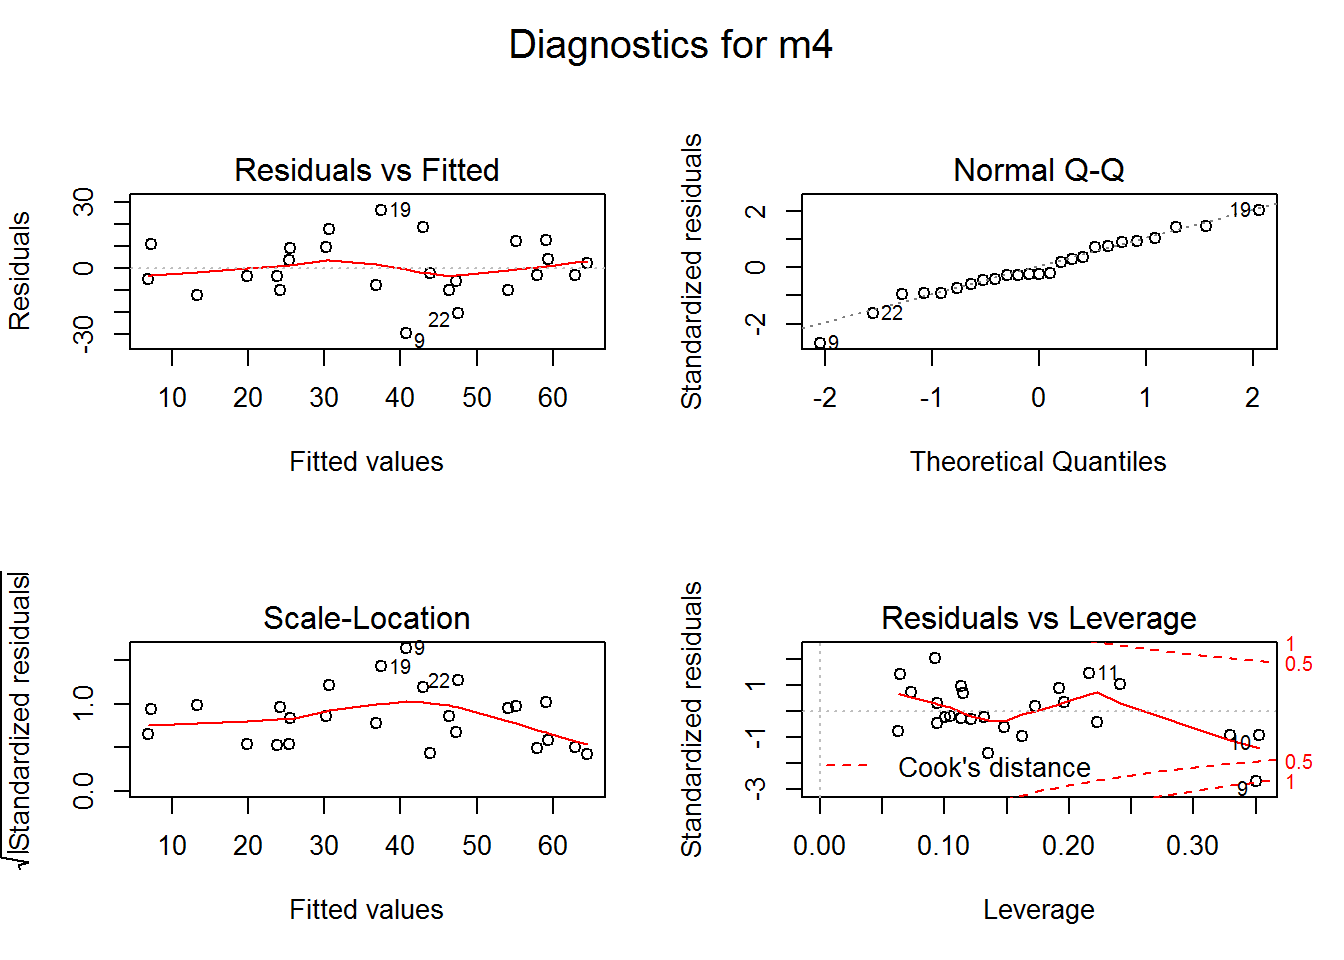 Diagnostics for m4
Residuals vs Fitted
Residuals
30
0
-30
19
22
9
10 20 30 40 50 60
Fitted values
Normal Q-Q
Standardized residuals
2
0
-2
19
22
9
-2 -1 0 1 2
Theoretical Quantiles
Scale-Location
√|Standardized residuals|
1.0
0.0
9
19
22
10 20 30 40 50 60
Fitted values
Residuals vs Leverage
Standardized residuals
1
-1
-3
1
0.5
11
10
0.5
Cook's distance
1
9
0.00 0.10 0.20 0.30
Leverage